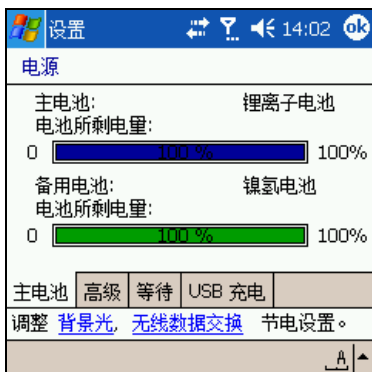 设置 14:02 ok
电源
主电池: 锂离子电池
电池所剩电量:
0 100 % 100%
备用电池: 镍氢电池
电池所剩电量:
0 100 % 100%
主电池 高级 等待 USB 充电
调整 背景光, 无线数据交换 节电设置。
A